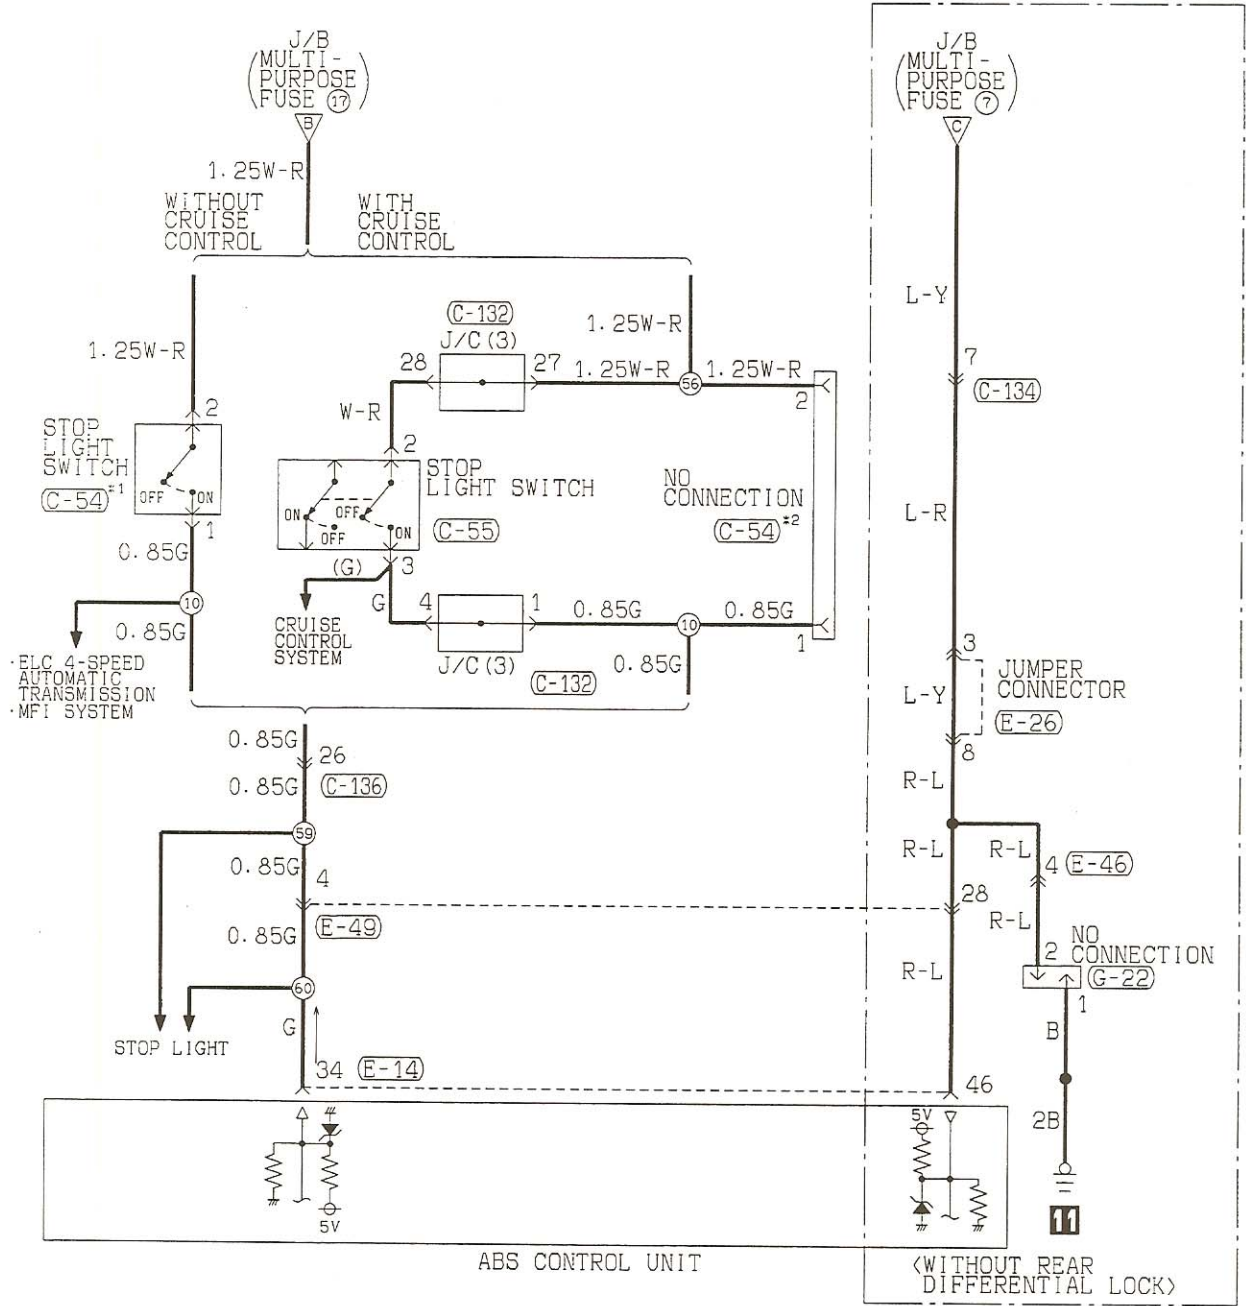 J/B
(MULTI-
PURPOSE
FUSE 17)
B
1.25W-R
WITHOUT
CRUISE
CONTROL
WITH
CRUISE
CONTROL
1.25W-R
2
STOP
LIGHT
SWITCH
C-54 *1
OFF
ON
1
0.85G
10
0.85G
·ELC 4-SPEED
AUTOMATIC
TRANSMISSION
·MFI SYSTEM
C-132
J/C(3)
28
27
1.25W-R
1.25W-R
56
1.25W-R
2
W-R
2
STOP
LIGHT SWITCH
C-55
ON
OFF
OFF
ON
3
(G)
G
CRUISE
CONTROL
SYSTEM
4
1
J/C(3)
C-132
0.85G
10
0.85G
1
0.85G
NO
CONNECTION
C-54 *2
0.85G
26
C-136
0.85G
59
0.85G
4
E-49
0.85G
60
G
STOP LIGHT
34
E-14
5V
ABS CONTROL UNIT
J/B
(MULTI-
PURPOSE
FUSE 7)
C
L-Y
7
C-134
L-R
3
JUMPER
CONNECTOR
E-26
L-Y
8
R-L
R-L
R-L
4
E-46
28
R-L
R-L
2
NO
CONNECTION
G-22
1
B
46
5V
2B
11
<WITHOUT REAR
DIFFERENTIAL LOCK>